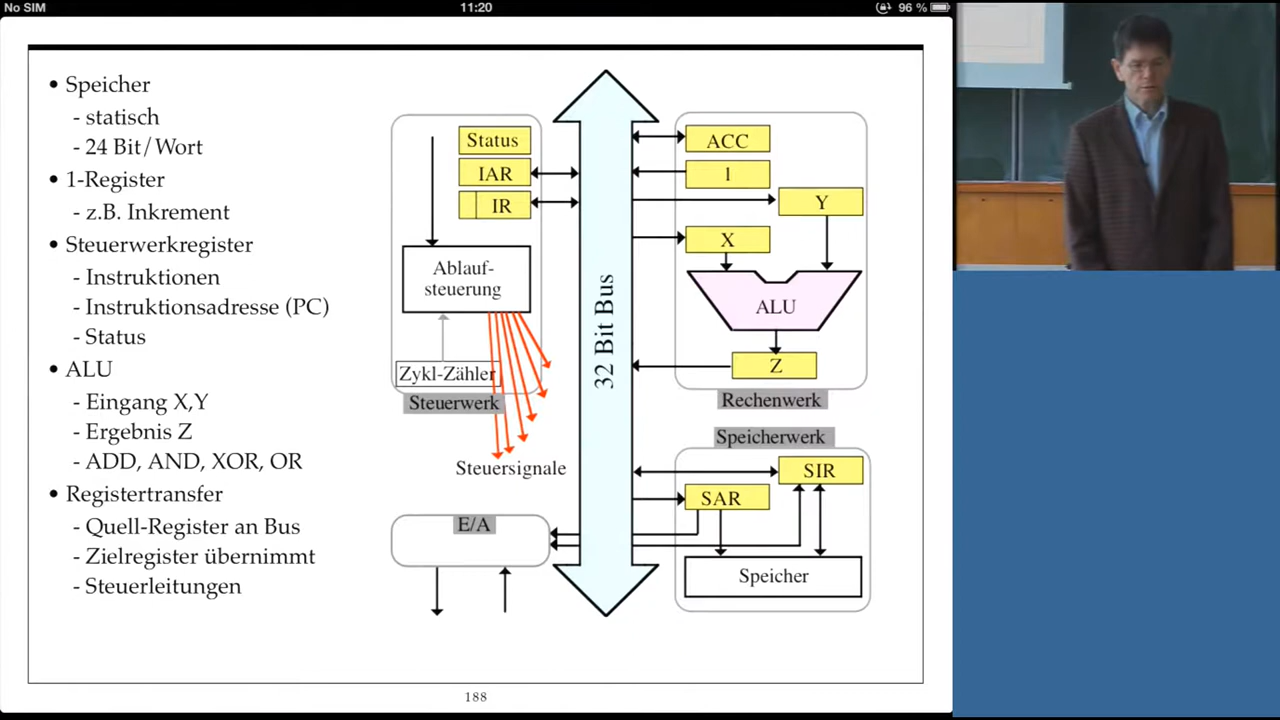 No SIM
11:20
96 %
• Speicher
- statisch
- 24 Bit/Wort
• 1-Register
- z.B. Inkrement
• Steuerwerkregister
- Instruktionen
- Instruktionsadresse (PC)
- Status
• ALU
- Eingang X,Y
- Ergebnis Z
- ADD, AND, XOR, OR
• Registertransfer
- Quell-Register an Bus
- Zielregister übernimmt
- Steuerleitungen
Status
IAR
IR
Ablauf-
steuerung
Zykl-Zähler
Steuerwerk
Steuersignale
E/A
32 Bit Bus
ACC
1
Y
X
ALU
Z
Rechenwerk
Speicherwerk
SIR
SAR
Speicher
188